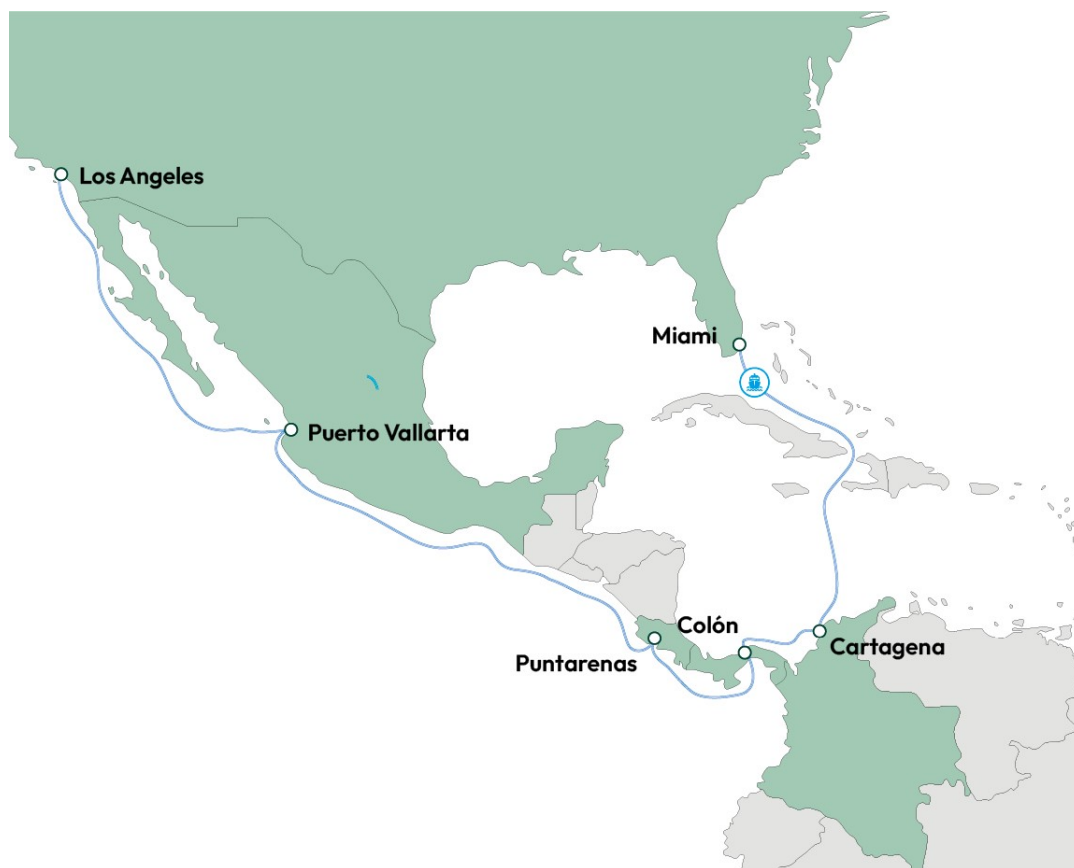 Los Angeles
Miami
Puerto Vallarta
Colón
Cartagena
Puntarenas